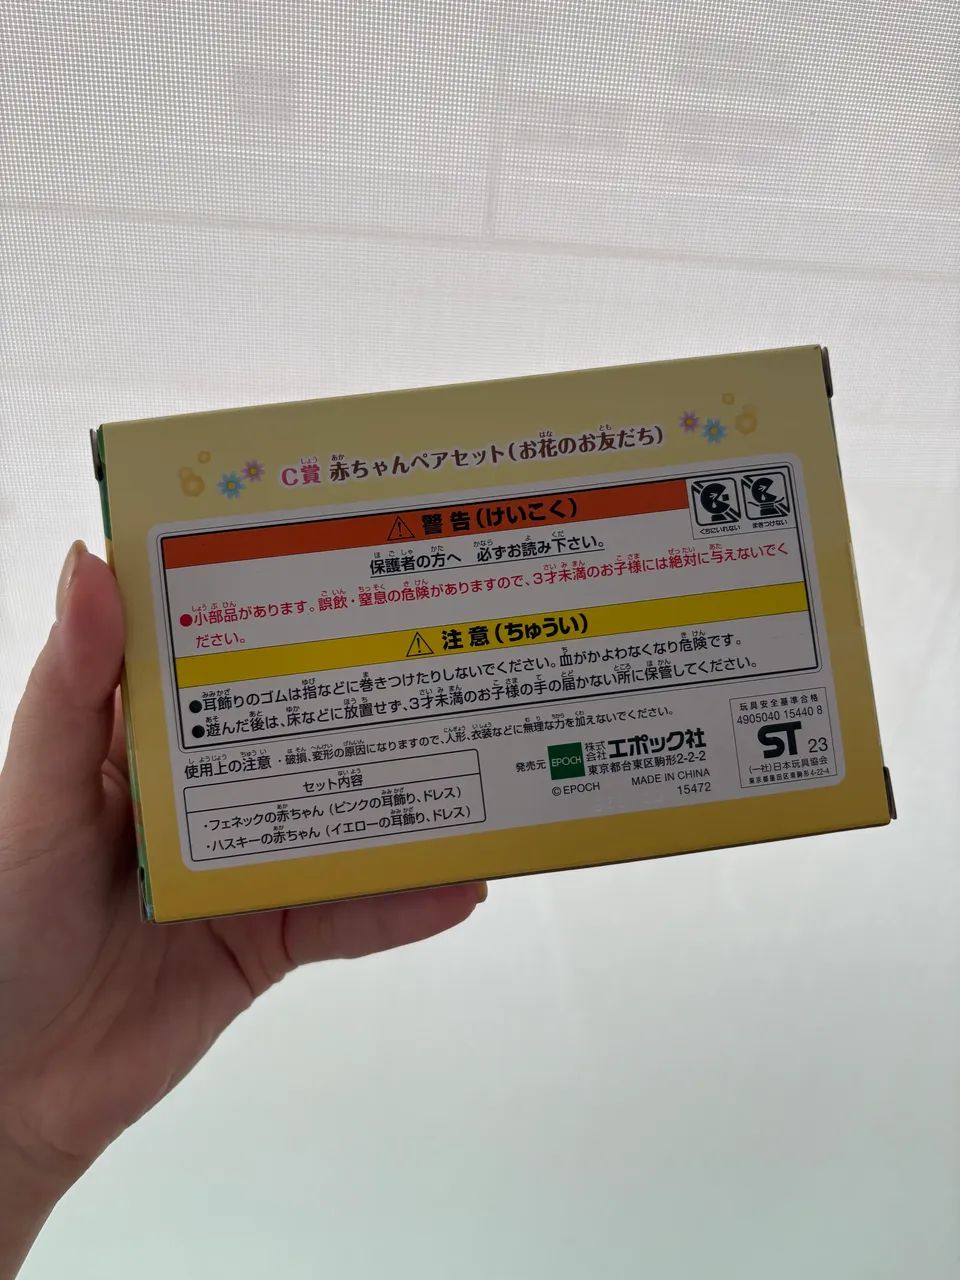 C賞 赤ちゃんペアセット(お花のお友だち)
警告(けいこく)
くちにいれない
まきつけない
保護者の方へ 必ずお読み下さい。
●小部品があります。誤飲・窒息の危険がありますので、3才未満のお子様には絶対に与えないでく
ださい。
注意(ちゅうい)
●耳飾りのゴムは指などに巻きつけたりしないでください。血がかよわなくなり危険です。
●遊んだ後は、床などに放置せず、3才未満のお子様の手の届かない所に保管してください。
使用上の注意 ・破損、変形の原因になりますので、人形、衣装などに無理な力を加えないでください。
セット内容
・フェネックの赤ちゃん (ピンクの耳飾り、ドレス)
・ハスキーの赤ちゃん (イエローの耳飾り、ドレス)
発売元 EPOCH 株式会社 エポック社
東京都台東区駒形2-2-2
©EPOCH MADE IN CHINA
15472
玩具安全基準合格
4905040 15440 8
ST 23
(一社)日本玩具協会
東京都墨田区東駒形4-22-4